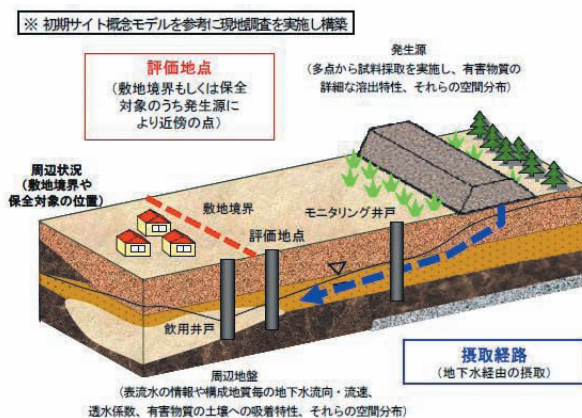 ※ 初期サイト概念モデルを参考に現地調査を実施し構築
発生源
(多点から試料採取を実施し、有害物質の
詳細な溶出特性、それらの空間分布)
評価地点
(敷地境界もしくは保全
対象のうち発生源に
より近傍の点)
周辺状況
(敷地境界や
保全対象の位置)
敷地境界
モニタリング井戸
評価地点
飲用井戸
摂取経路
(地下水経由の摂取)
周辺地盤
(表流水の情報や構成地質毎の地下水流向・流速、
透水係数、有害物質の土壌への吸着特性、それらの空間分布)